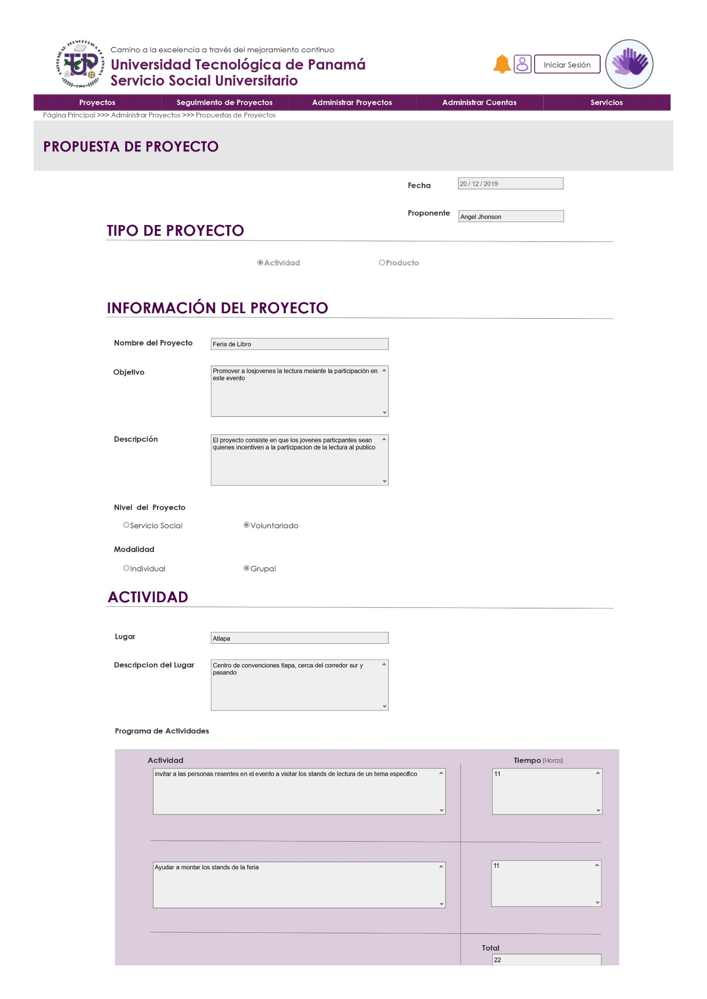 Camino a la excelencia a través del mejoramiento continuo
Universidad Tecnológica de Panamá
Servicio Social Universitario
Iniciar Sesión
Proyectos Seguimiento de Proyectos Administrar Proyectos Administrar Cuentas Servicios
Página Principal >>> Administrar Proyectos >>> Propuestas de Proyectos
PROPUESTA DE PROYECTO
Fecha 20 / 12 / 2019
Proponente Angel Jhonson
TIPO DE PROYECTO
Actividad Producto
INFORMACIÓN DEL PROYECTO
Nombre del Proyecto Feria de Libro
Objetivo Promover a losjovenes la lectura meiante la participación en
este evento
Descripción El proyecto consiste en que los jovenes particpantes sean
quienes incentiven a la participacion de la lectura al publico
Nivel del Proyecto
Servicio Social Voluntariado
Modalidad
Individual Grupal
ACTIVIDAD
Lugar Atlapa
Descripcion del Lugar Centro de convenciones tlapa, cerca del corredor sur y
pasando
Programa de Actividades
Actividad Tiempo (Horas)
invitar a las personas resentes en el evento a visitar los stands de lectura de un tema especifico 11
Ayudar a montar los stands de la feria 11
Total
22